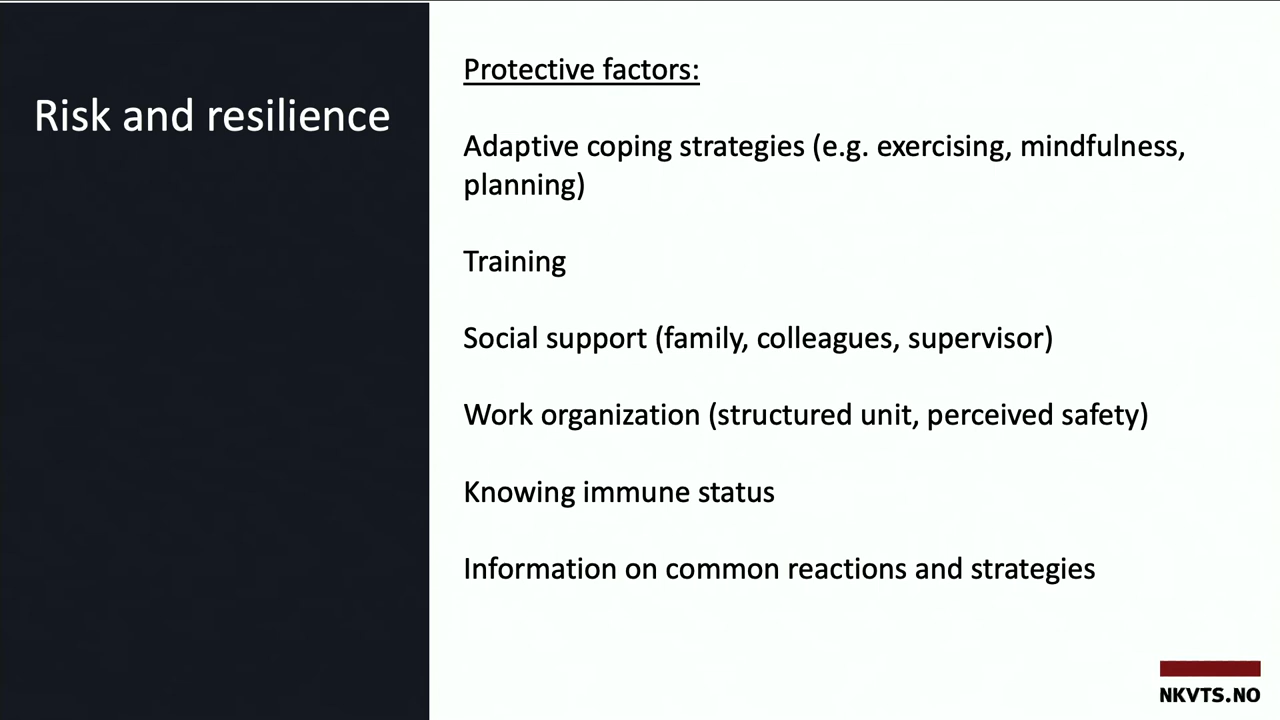 Risk and resilience
Protective factors:
Adaptive coping strategies (e.g. exercising, mindfulness,
planning)
Training
Social support (family, colleagues, supervisor)
Work organization (structured unit, perceived safety)
Knowing immune status
Information on common reactions and strategies
NKVTS.NO